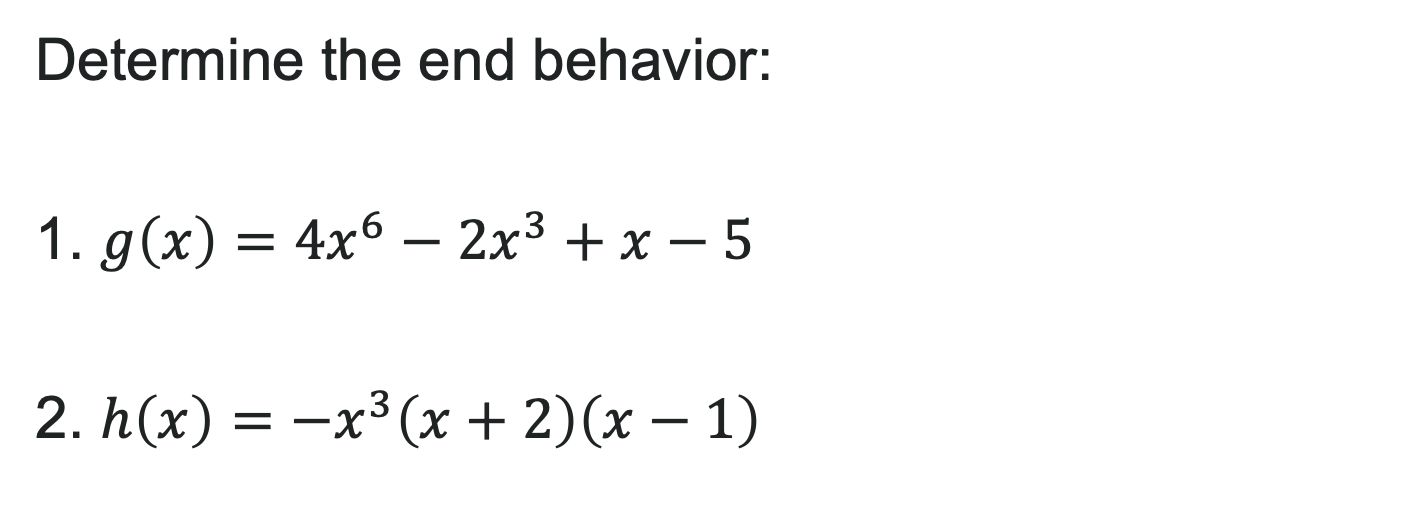 Determine the end behavior:
1. g(x) = 4x⁶ − 2x³ + x − 5
2. h(x) = −x³(x + 2)(x − 1)